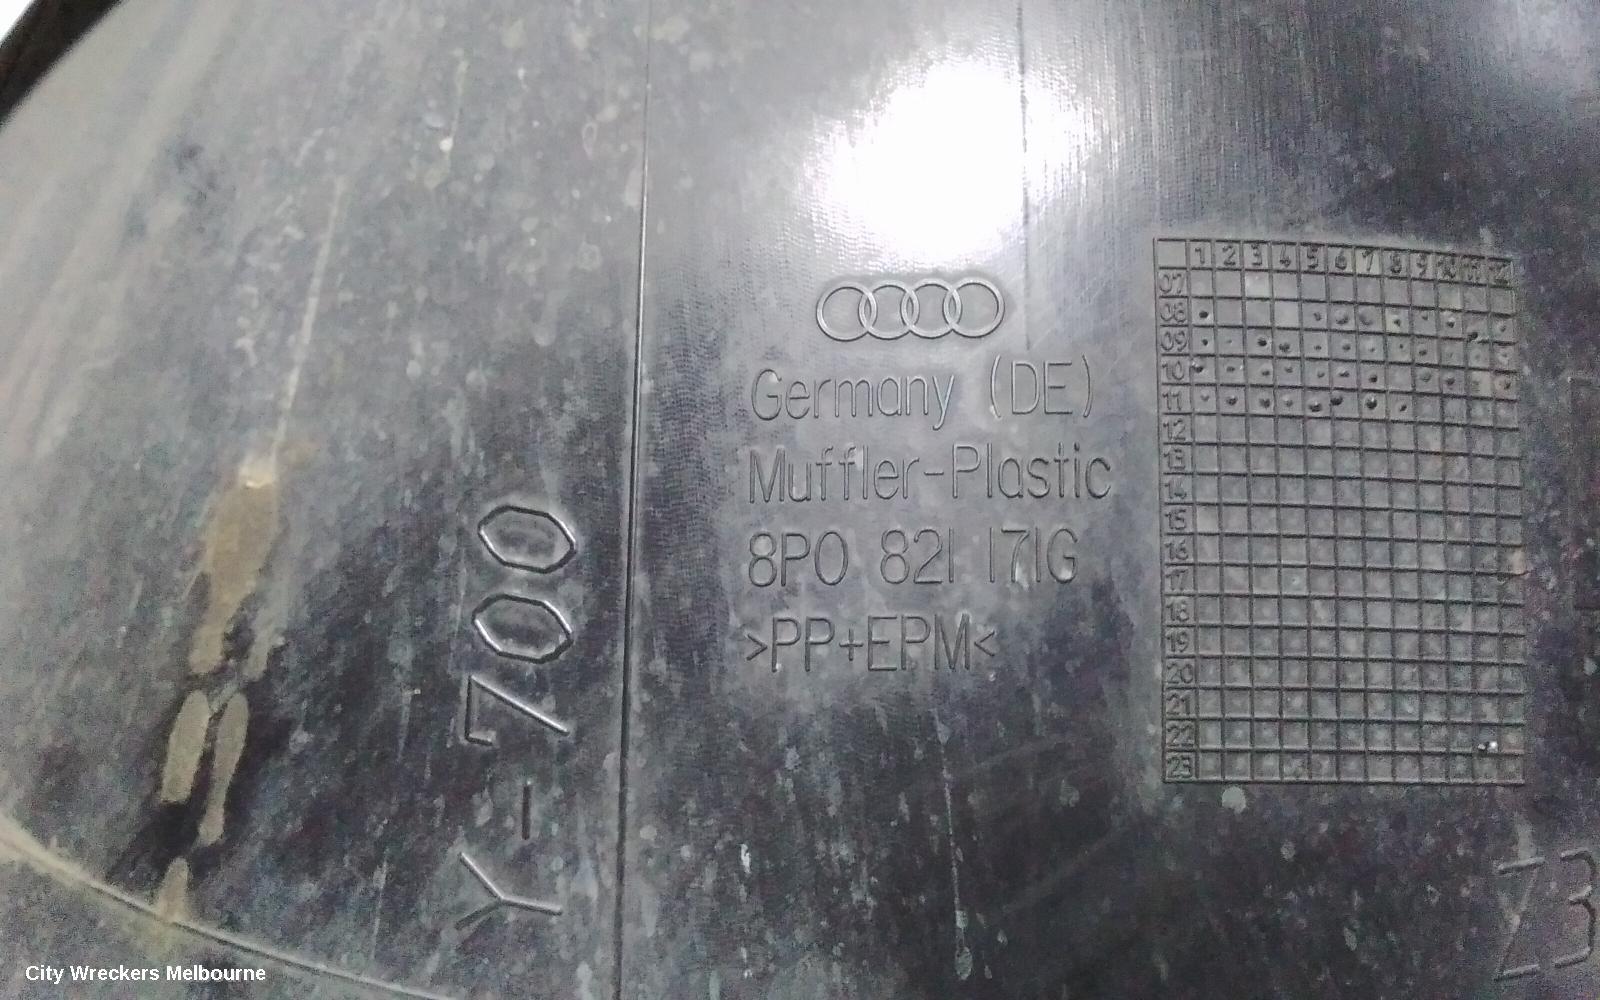 Germany (DE)
Muffler-Plastic
8P0 821 171G
>PP+EPM<
Y-700
1 2 3 4 5 6 7 8 9 10 11 12
07
08
09
10
11
12
13
14
15
16
17
18
19
20
21
22
23
Z3
City Wreckers Melbourne